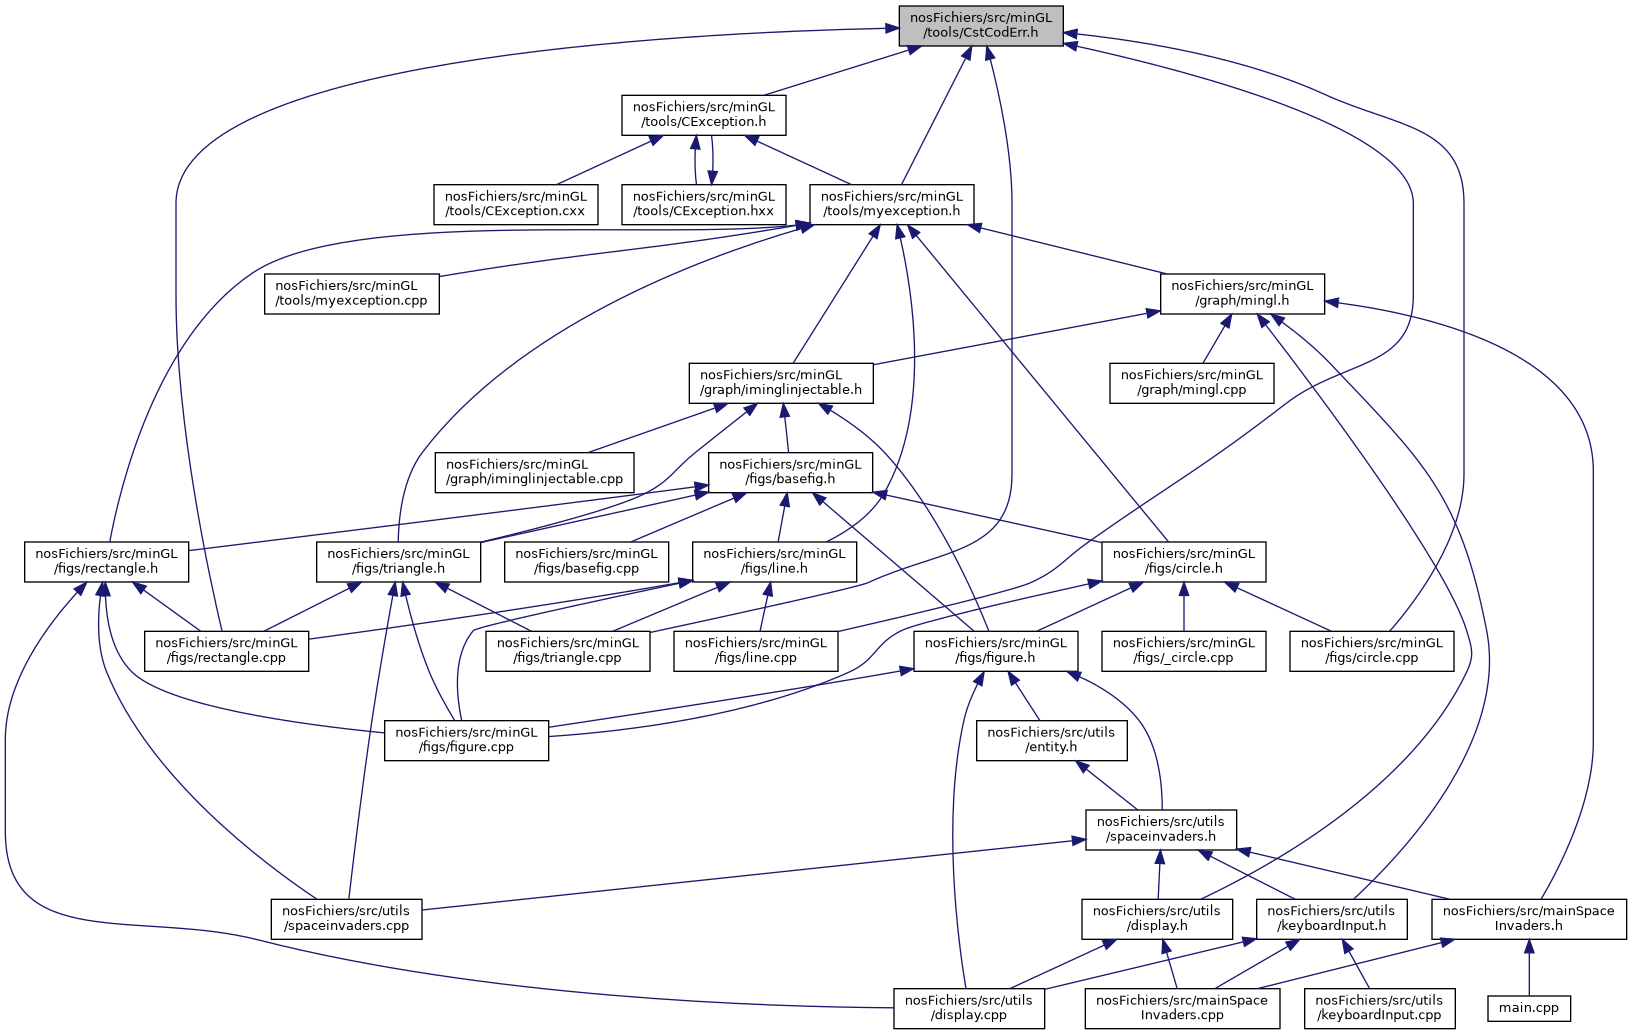 nosFichiers/src/minGL
/tools/CstCodErr.h
nosFichiers/src/minGL
/tools/CException.h
nosFichiers/src/minGL
/tools/CException.cxx
nosFichiers/src/minGL
/tools/CException.hxx
nosFichiers/src/minGL
/tools/myexception.h
nosFichiers/src/minGL
/tools/myexception.cpp
nosFichiers/src/minGL
/graph/mingl.h
nosFichiers/src/minGL
/graph/iminglinjectable.h
nosFichiers/src/minGL
/graph/mingl.cpp
nosFichiers/src/minGL
/graph/iminglinjectable.cpp
nosFichiers/src/minGL
/figs/basefig.h
nosFichiers/src/minGL
/figs/rectangle.h
nosFichiers/src/minGL
/figs/triangle.h
nosFichiers/src/minGL
/figs/basefig.cpp
nosFichiers/src/minGL
/figs/line.h
nosFichiers/src/minGL
/figs/circle.h
nosFichiers/src/minGL
/figs/rectangle.cpp
nosFichiers/src/minGL
/figs/triangle.cpp
nosFichiers/src/minGL
/figs/line.cpp
nosFichiers/src/minGL
/figs/figure.h
nosFichiers/src/minGL
/figs/_circle.cpp
nosFichiers/src/minGL
/figs/circle.cpp
nosFichiers/src/minGL
/figs/figure.cpp
nosFichiers/src/utils
/entity.h
nosFichiers/src/utils
/spaceinvaders.h
nosFichiers/src/utils
/spaceinvaders.cpp
nosFichiers/src/utils
/display.h
nosFichiers/src/utils
/keyboardInput.h
nosFichiers/src/mainSpace
Invaders.h
nosFichiers/src/utils
/display.cpp
nosFichiers/src/mainSpace
Invaders.cpp
nosFichiers/src/utils
/keyboardInput.cpp
main.cpp